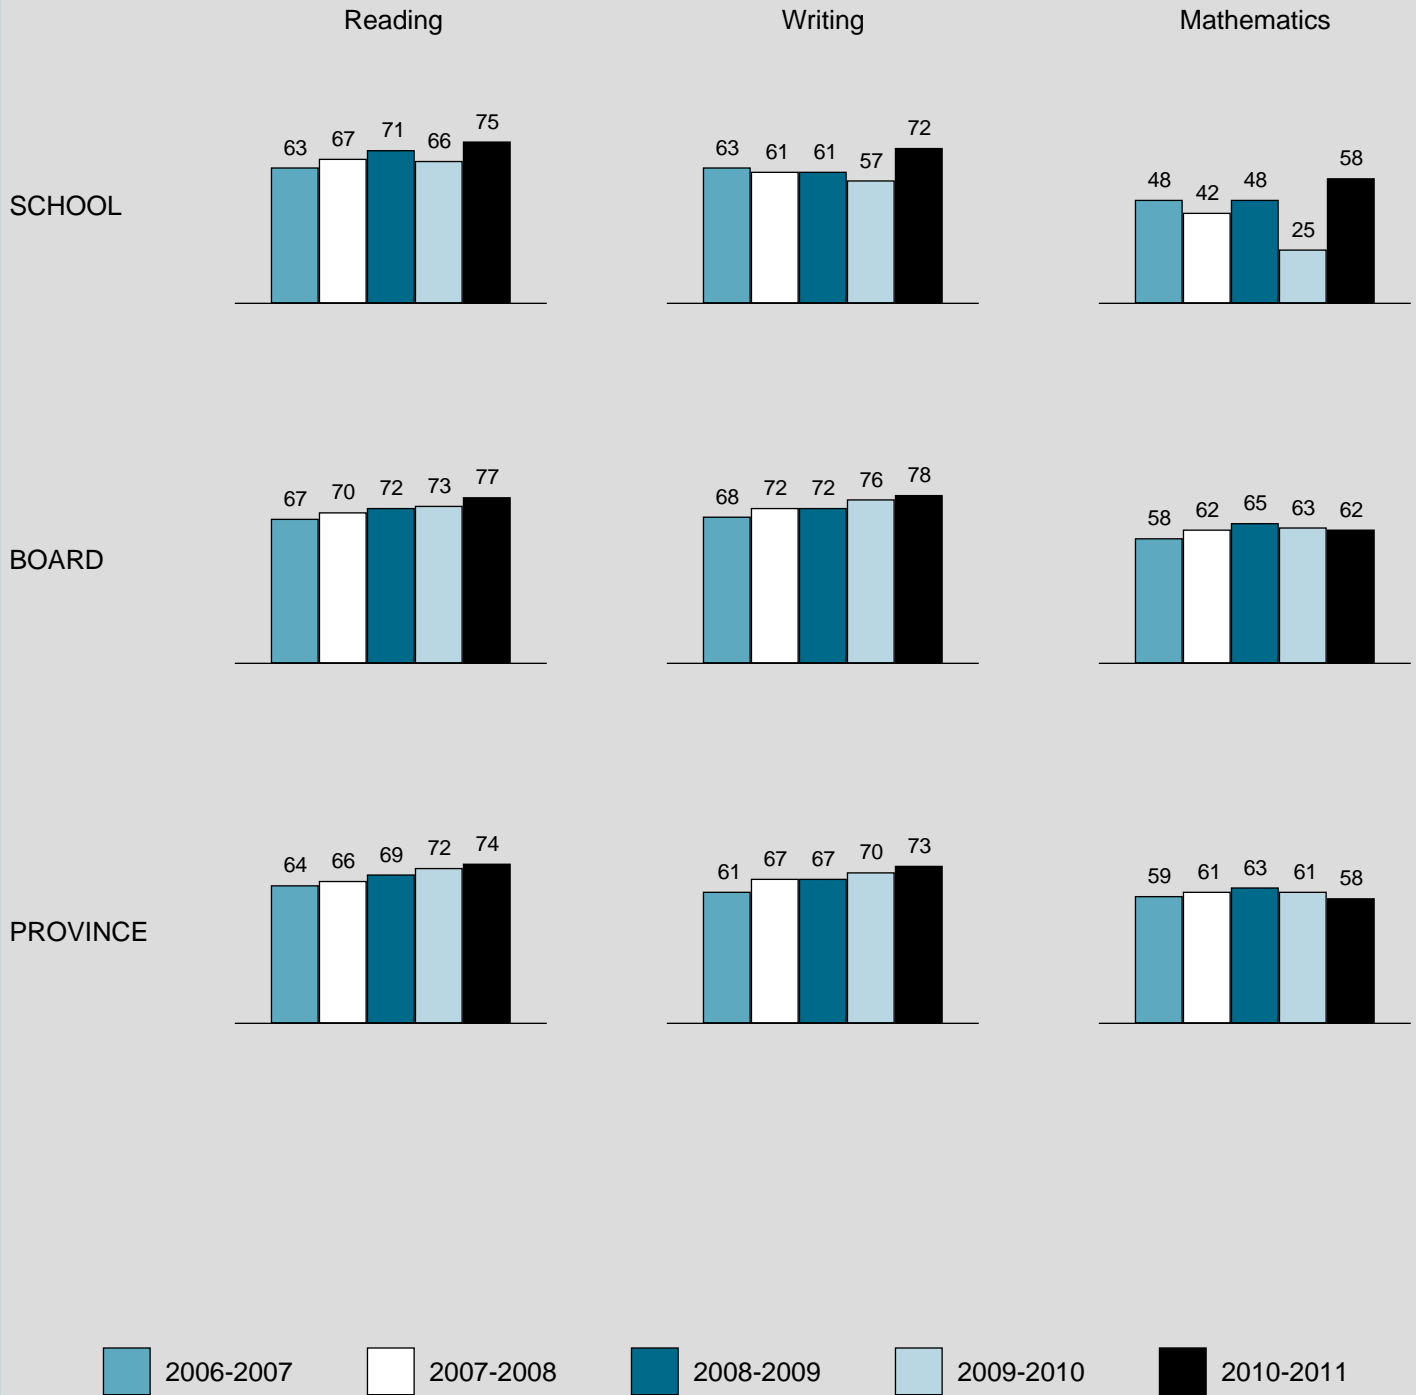 Reading Writing Mathematics
SCHOOL
63 67 71 66 75
63 61 61 57 72
48 42 48 25 58
BOARD
67 70 72 73 77
68 72 72 76 78
58 62 65 63 62
PROVINCE
64 66 69 72 74
61 67 67 70 73
59 61 63 61 58
2006-2007 2007-2008 2008-2009 2009-2010 2010-2011